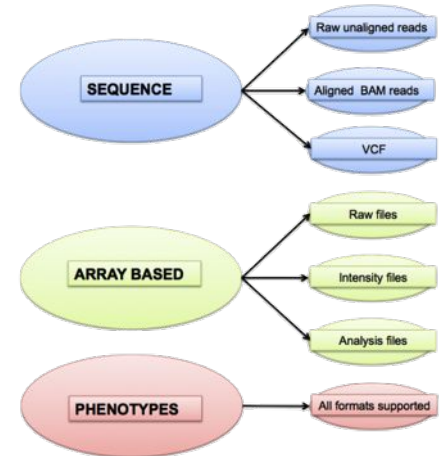 Raw unaligned reads
SEQUENCE
Aligned BAM reads
VCF
Raw files
ARRAY BASED
Intensity files
Analysis files
PHENOTYPES
All formats supported